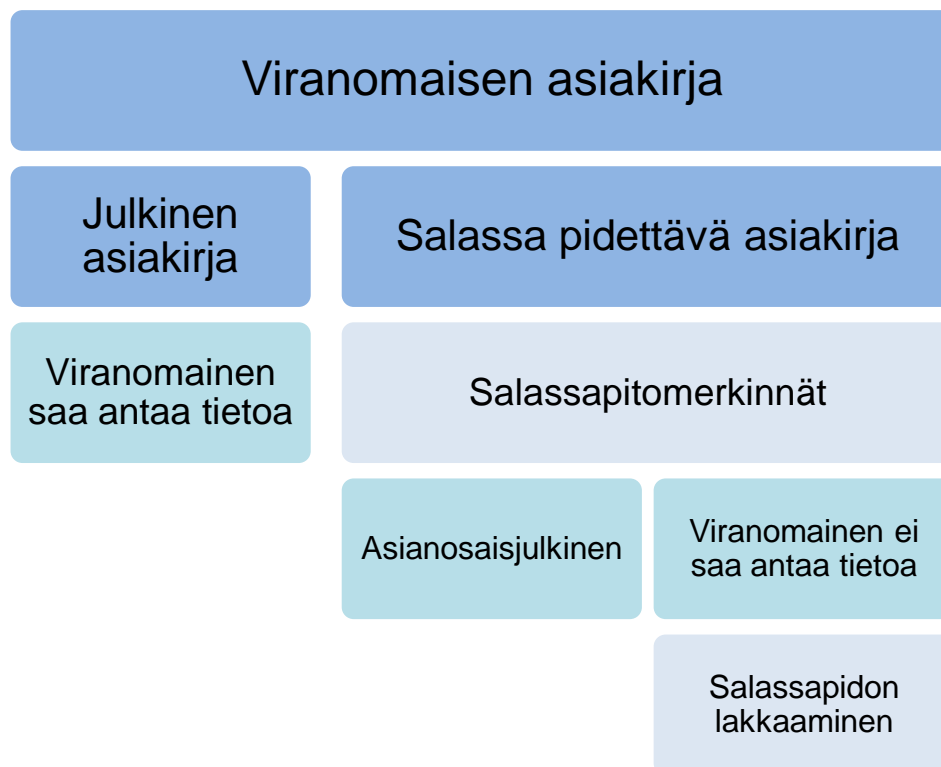 Viranomaisen asiakirja
Julkinen
asiakirja
Salassa pidettävä asiakirja
Viranomainen
saa antaa tietoa
Salassapitomerkinnät
Asianosaisjulkinen
Viranomainen ei
saa antaa tietoa
Salassapidon
lakkaaminen